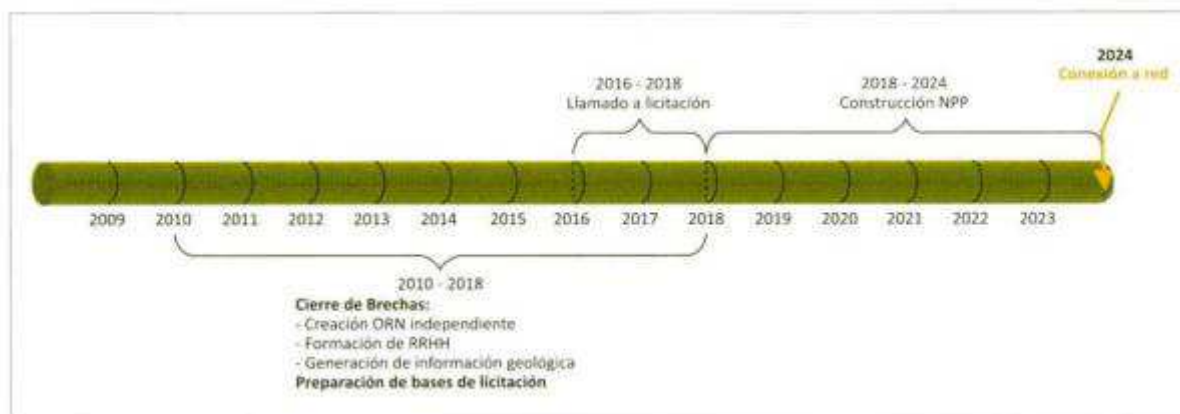 2024
Conexión a red
2016 - 2018
Llamado a licitación
2018 - 2024
Construcción NPP
2009
2010
2011
2012
2013
2014
2015
2016
2017
2018
2019
2020
2021
2022
2023
2010 - 2018
Cierre de Brechas:
- Creación ORN independiente
- Formación de RRHH
- Generación de información geológica
Preparación de bases de licitación